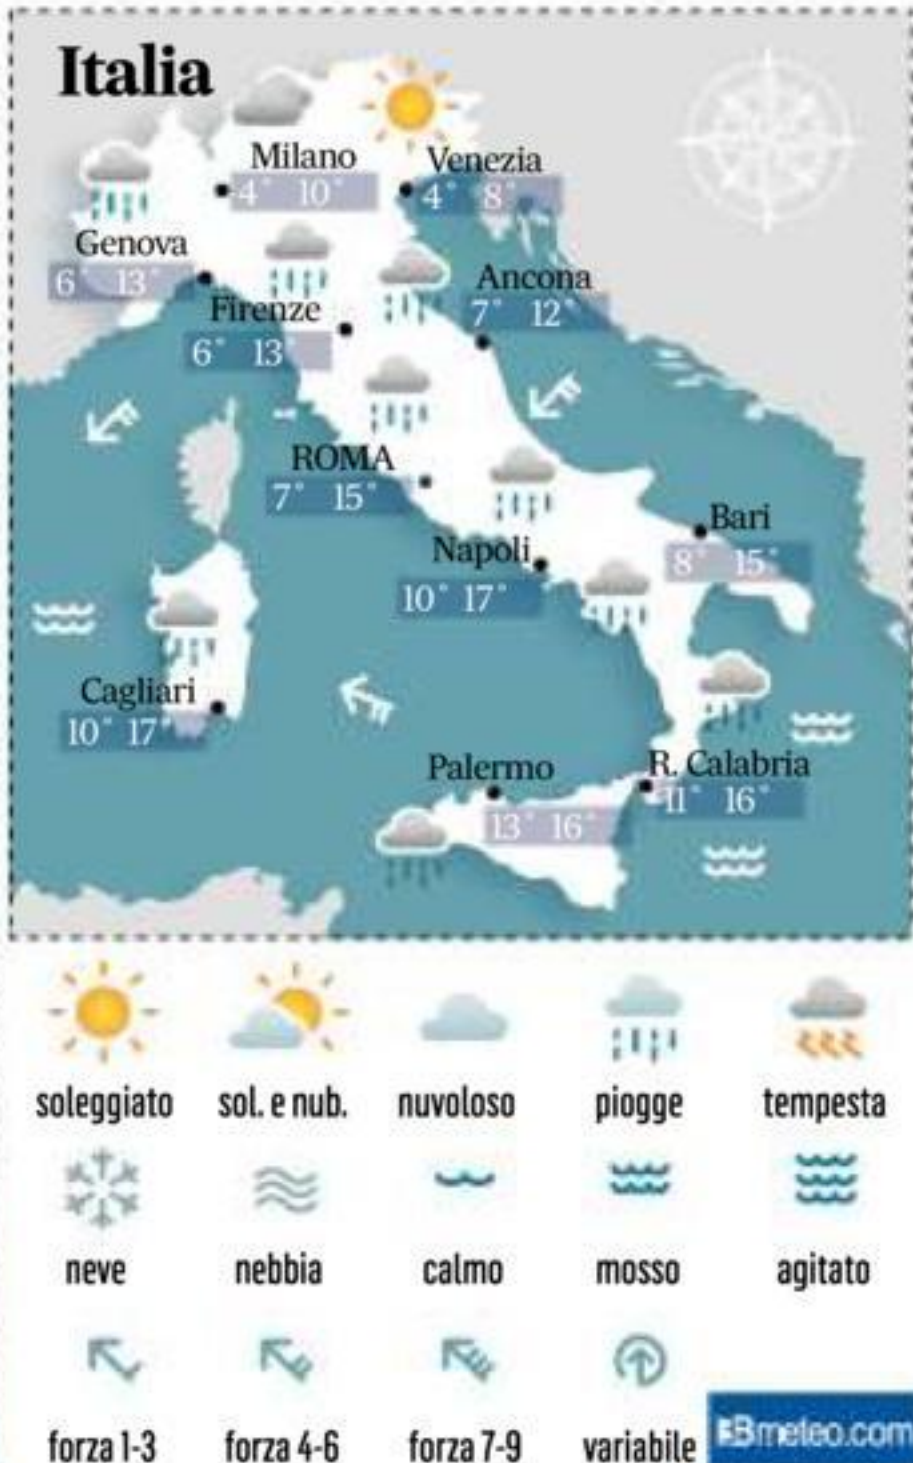 Italia
Milano
4° 10°
Venezia
4° 8°
Genova
6° 13°
Ancona
7° 12°
Firenze
6° 13°
ROMA
7° 15°
Bari
8° 15°
Napoli
10° 17°
Cagliari
10° 17°
Palermo
13° 16°
R. Calabria
11° 16°
soleggiato sol. e nub. nuvoloso piogge tempesta
neve nebbia calmo mosso agitato
forza 1-3 forza 4-6 forza 7-9 variabile
3Bmeteo.com